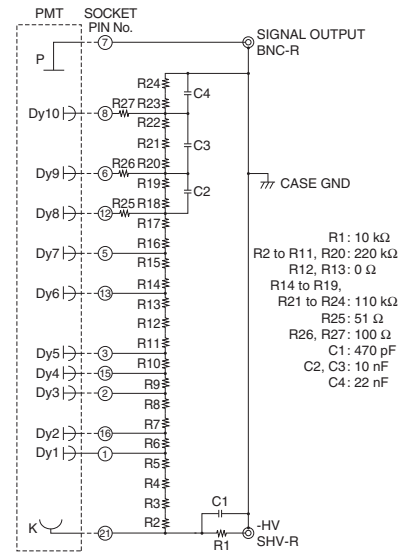 PMT
SOCKET
PIN No.
SIGNAL OUTPUT
BNC-R
7
P
R24
C4
R27 R23
Dy10
8
R22
R21
C3
R26 R20
Dy9
6
R19
CASE GND
C2
R25 R18
Dy8
12
R17
R16
Dy7
5
R15
R14
Dy6
13
R13
R12
R11
Dy5
3
R10
Dy4
15
R9
Dy3
2
R8
R7
Dy2
16
R6
Dy1
1
R5
R4
R3
C1
R2
K
21
R1
-HV
SHV-R
R1: 10 kΩ
R2 to R11, R20: 220 kΩ
R12, R13: 0 Ω
R14 to R19,
R21 to R24: 110 kΩ
R25: 51 Ω
R26, R27: 100 Ω
C1: 470 pF
C2, C3: 10 nF
C4: 22 nF